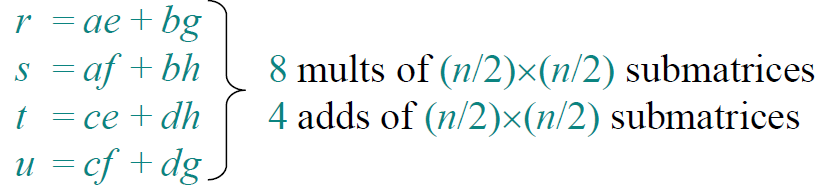 r = ae + bg
s = af + bh
t = ce + dh
u = cf + dg
8 mults of (n/2)×(n/2) submatrices
4 adds of (n/2)×(n/2) submatrices